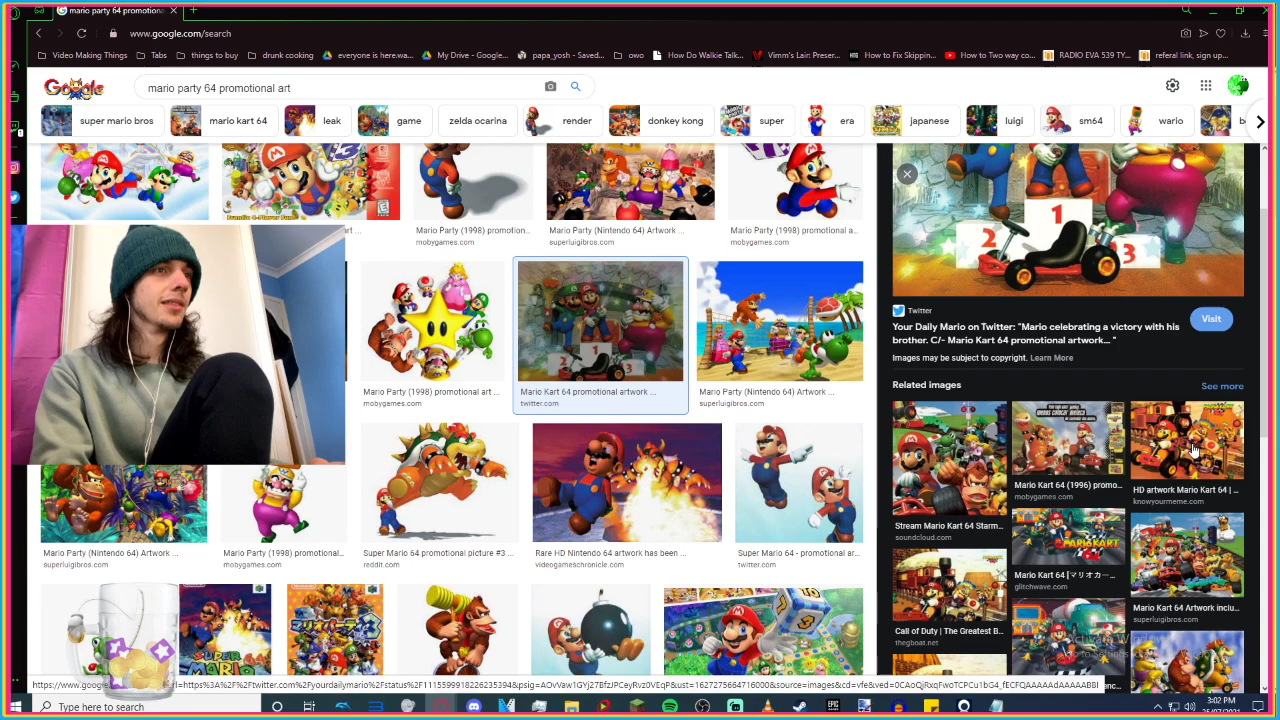 mario party 64 promotional
www.google.com/search
Video Making Things
Tabs
things to buy
drunk cooking
everyone is here.wa...
My Drive - Google...
papa_yosh - Saved...
owo
How Do Walkie Talk...
Vimm's Lair: Preser...
How to Fix Skippin...
How to Two way co...
RADIO EVA 539 TY...
referal link, sign up...
Google
mario party 64 promotional art
super mario bros
mario kart 64
leak
game
zelda ocarina
render
donkey kong
super
era
japanese
luigi
sm64
wario
Mario Party (1998) promotion...
mobygames.com
Mario Party (Nintendo 64) Artwork ...
superluigibros.com
Mario Party (1998) promotional a...
mobygames.com
Mario Party (1998) promotional art ...
mobygames.com
Mario Kart 64 promotional artwork ...
twitter.com
Mario Party (Nintendo 64) Artwork ...
superluigibros.com
Mario Party (Nintendo 64) Artwork ...
superluigibros.com
Mario Party (1998) promotional...
mobygames.com
Super Mario 64 promotional picture #3 ...
reddit.com
Rare HD Nintendo 64 artwork has been ...
videogameschronicle.com
Super Mario 64 - promotional ar...
twitter.com
1
2
3
Twitter
Visit
Your Daily Mario on Twitter: "Mario celebrating a victory with his
brother. C/- Mario Kart 64 promotional artwork... "
Images may be subject to copyright. Learn More
Related images
See more
Mario Kart 64 (1996) promo...
mobygames.com
HD artwork Mario Kart 64 | ...
knowyourmeme.com
Stream Mario Kart 64 Starm...
soundcloud.com
Mario Kart 64 [マリオカー...
glitchwave.com
Mario Kart 64 Artwork inclu...
superluigibros.com
Call of Duty | The Greatest B...
thegboat.net
Type here to search
3:02 PM